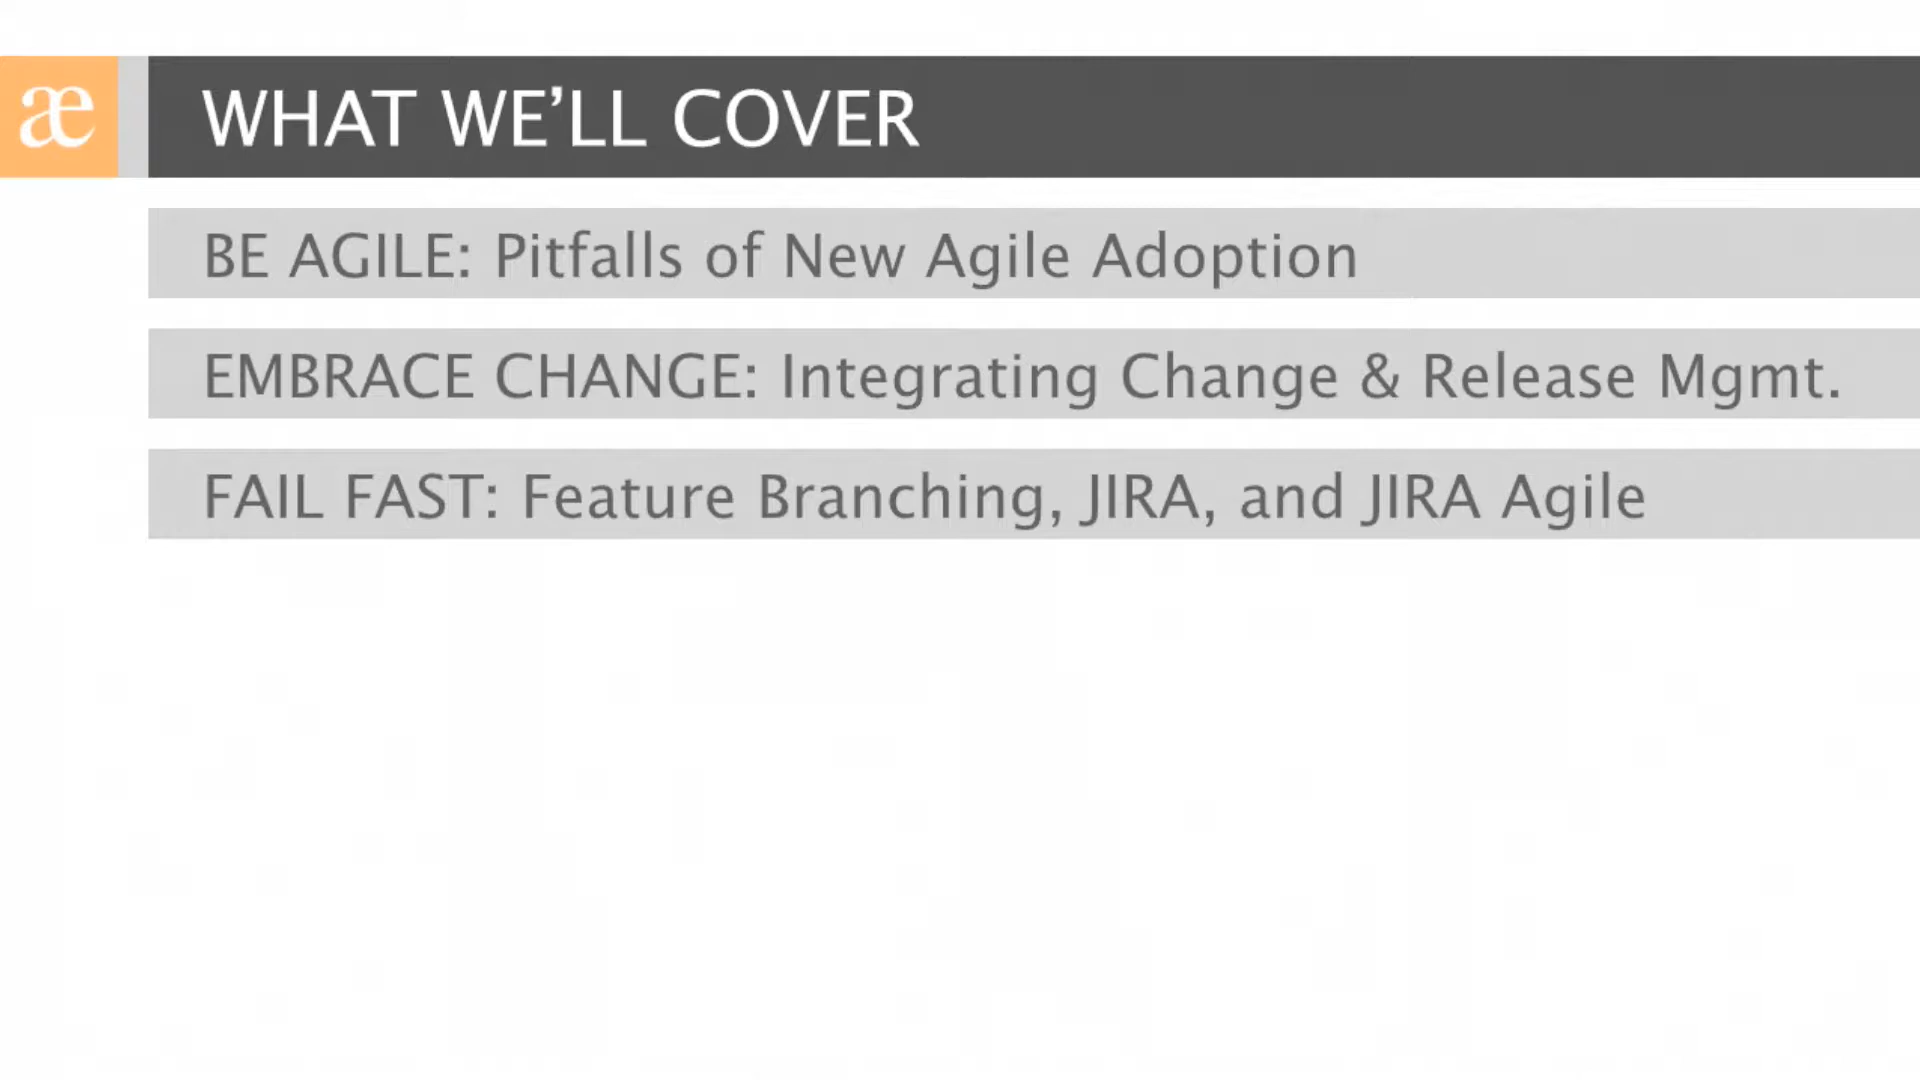 æ
WHAT WE’LL COVER
BE AGILE: Pitfalls of New Agile Adoption
EMBRACE CHANGE: Integrating Change & Release Mgmt.
FAIL FAST: Feature Branching, JIRA, and JIRA Agile